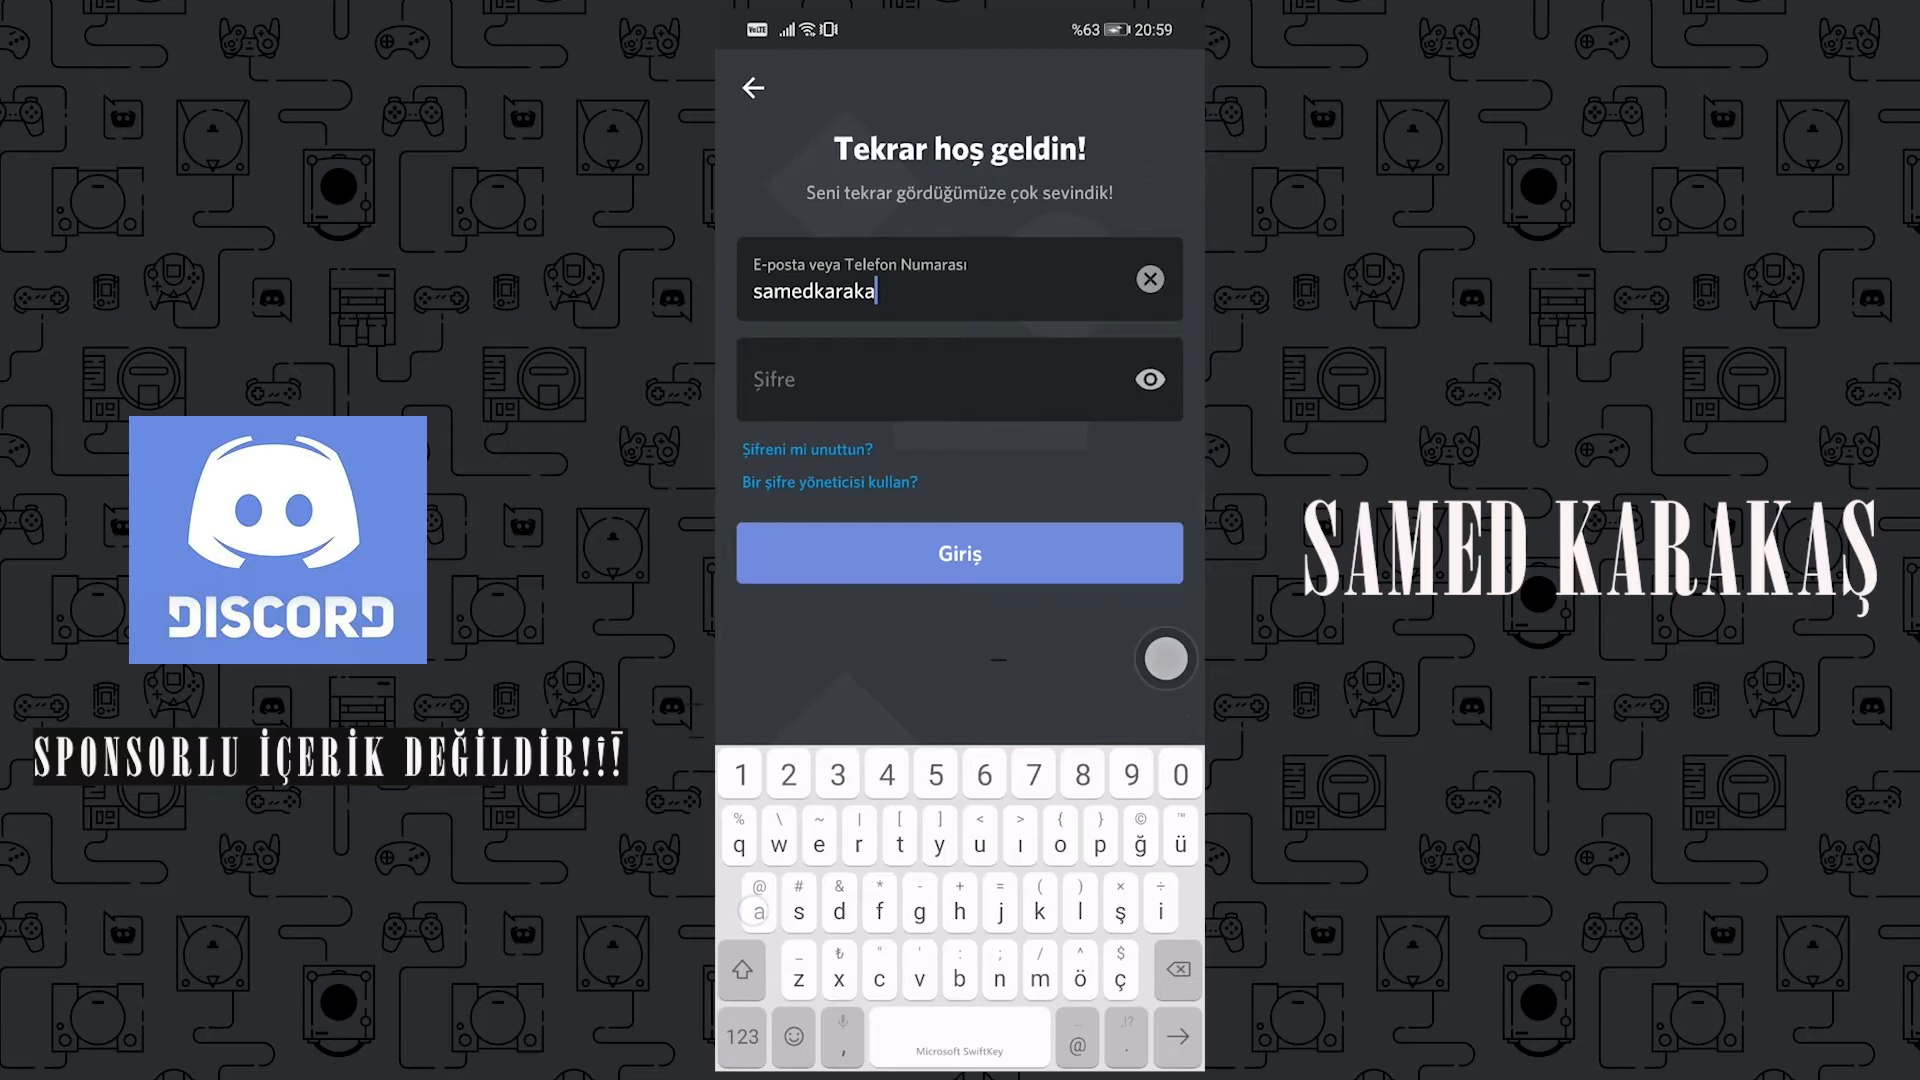 VoLTE %63 20:59
Tekrar hoş geldin!
Seni tekrar gördüğümüze çok sevindik!
E-posta veya Telefon Numarası
samedkaraka
Şifre
Şifreni mi unuttun?
Bir şifre yöneticisi kullan?
Giriş
DISCORD
SPONSORLU İÇERİK DEĞİLDİR!!!
SAMED KARAKAŞ
1 2 3 4 5 6 7 8 9 0
% \ ~ | [ ] < > { } © ™
q w e r t y u ı o p ğ ü
@ # & * - + = ( ) × ÷
a s d f g h j k l ş i
_ ₺ " ' : ; / ^ $
z x c v b n m ö ç
123 , @ .
,!?
Microsoft SwiftKey